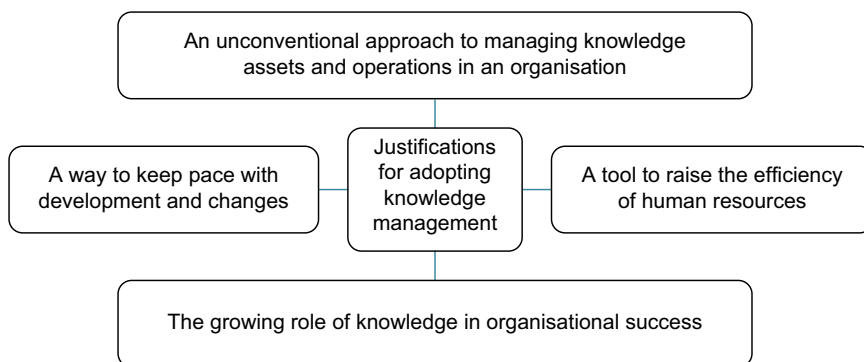 An unconventional approach to managing knowledge
assets and operations in an organisation
A way to keep pace with
development and changes
Justifications
for adopting
knowledge
management
A tool to raise the efficiency
of human resources
The growing role of knowledge in organisational success